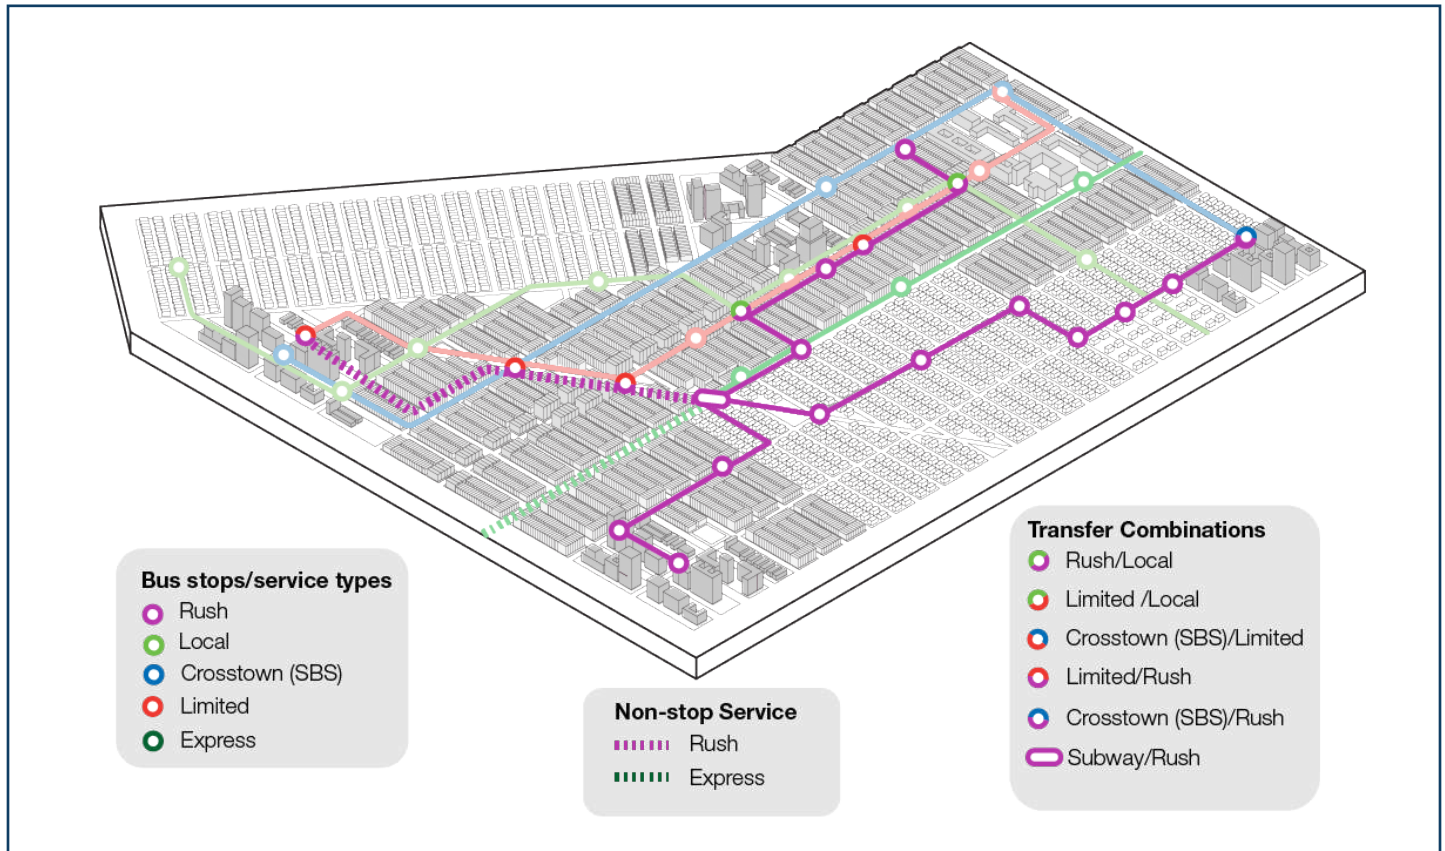 Bus stops/service types
Rush
Local
Crosstown (SBS)
Limited
Express
Non-stop Service
Rush
Express
Transfer Combinations
Rush/Local
Limited /Local
Crosstown (SBS)/Limited
Limited/Rush
Crosstown (SBS)/Rush
Subway/Rush